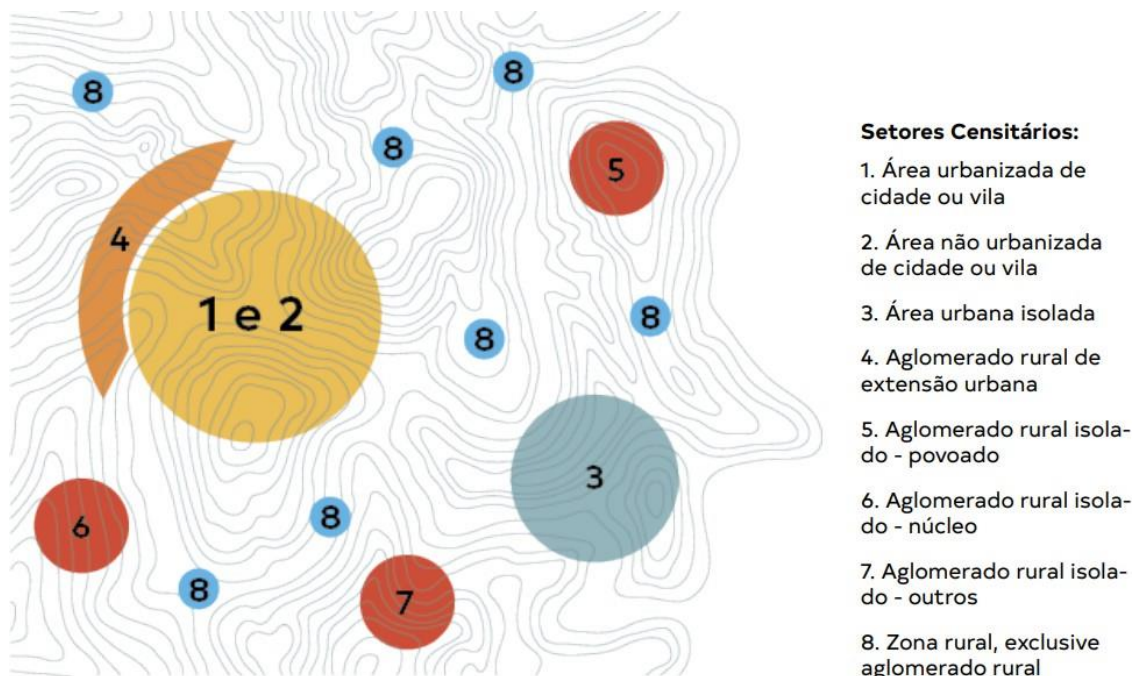 8
8
8
5
4
1 e 2
8
8
3
6
8
8
7
Setores Censitários:
1. Área urbanizada de
cidade ou vila
2. Área não urbanizada
de cidade ou vila
3. Área urbana isolada
4. Aglomerado rural de
extensão urbana
5. Aglomerado rural isola-
do - povoado
6. Aglomerado rural isola-
do - núcleo
7. Aglomerado rural isola-
do - outros
8. Zona rural, exclusive
aglomerado rural